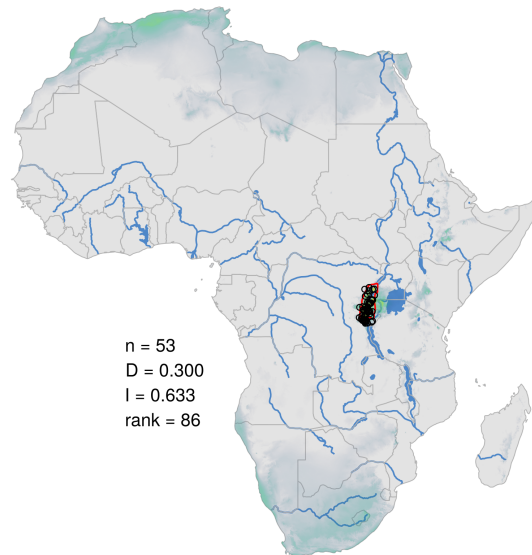 n = 53
D = 0.300
I = 0.633
rank = 86